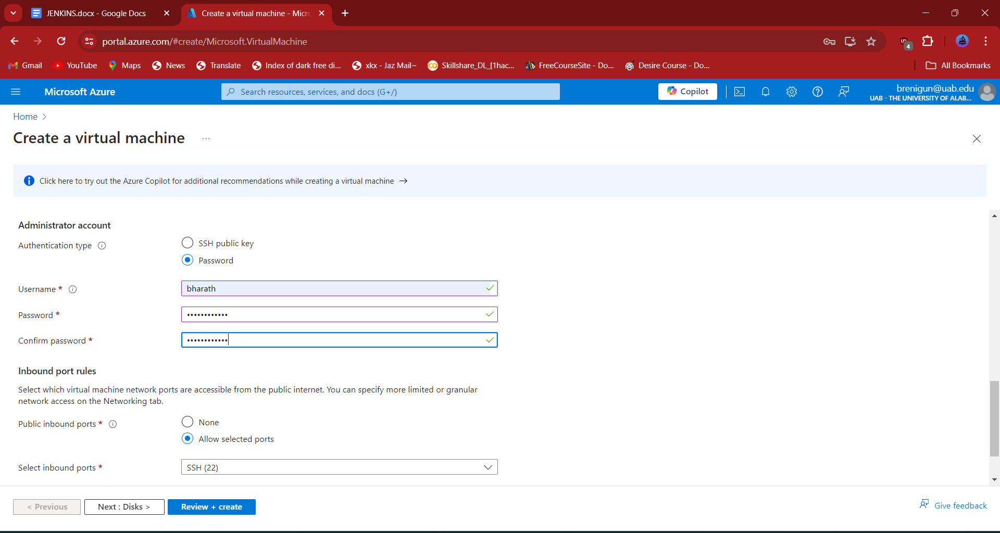 JENKINS.docx - Google Docs
Create a virtual machine - Micro
portal.azure.com/#create/Microsoft.VirtualMachine
4
Gmail YouTube Maps News Translate Index of dark free di... xkx - Jaz Mail~ Skillshare_DL_[1hac... FreeCourseSite - Do... Desire Course - Do... All Bookmarks
Microsoft Azure
Search resources, services, and docs (G+/)
Copilot
brenigun@uab.edu
UAB - THE UNIVERSITY OF ALAB...
Home >
Create a virtual machine ...
Click here to try out the Azure Copilot for additional recommendations while creating a virtual machine →
Administrator account
Authentication type
SSH public key
Password
Username *
bharath
Password *
••••••••••••
Confirm password *
••••••••••••
Inbound port rules
Select which virtual machine network ports are accessible from the public internet. You can specify more limited or granular
network access on the Networking tab.
Public inbound ports *
None
Allow selected ports
Select inbound ports *
SSH (22)
< Previous
Next : Disks >
Review + create
Give feedback